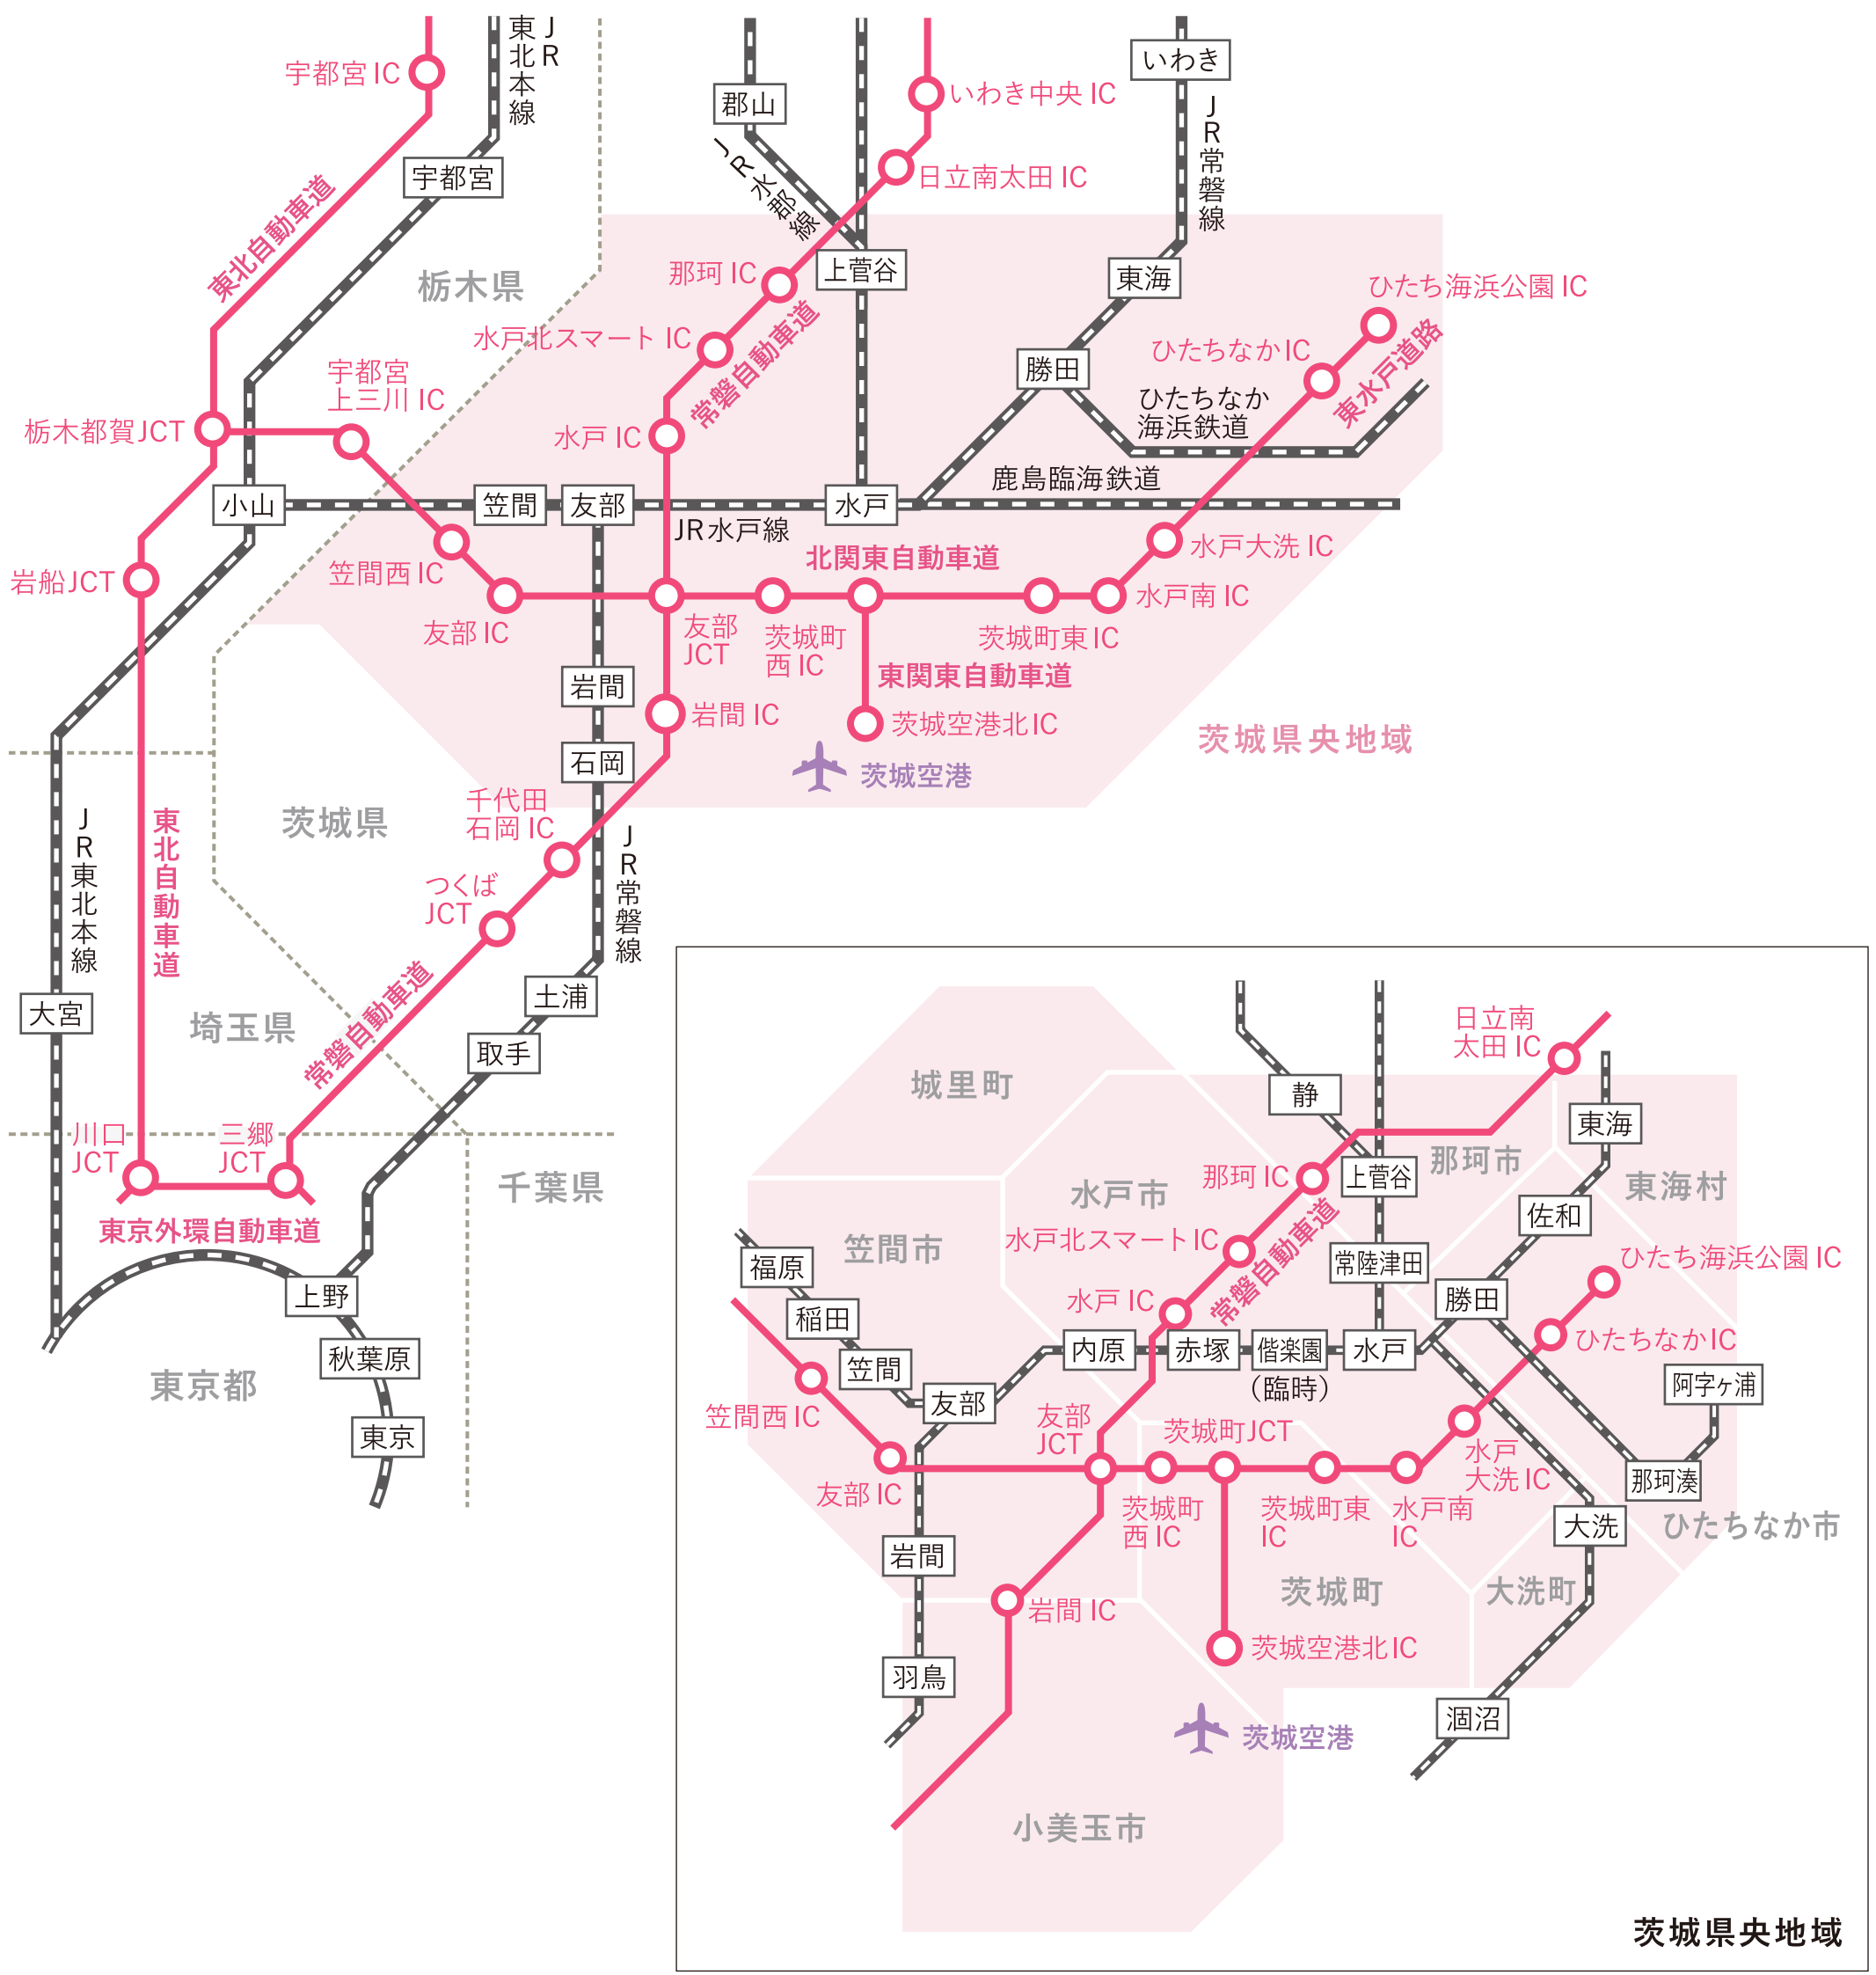 JR東北本線
宇都宮 IC
宇都宮
東北自動車道
栃木県
郡山
JR水郡線
いわき中央 IC
日立南太田 IC
いわき
JR常磐線
上菅谷
那珂 IC
水戸北スマート IC
常磐自動車道
東海
ひたち海浜公園 IC
ひたちなか IC
東水戸道路
勝田
ひたちなか
海浜鉄道
宇都宮
上三川 IC
栃木都賀JCT
水戸 IC
小山
笠間
友部
JR水戸線
水戸
鹿島臨海鉄道
岩船JCT
笠間西 IC
友部 IC
友部
JCT
北関東自動車道
茨城町
西 IC
水戸大洗 IC
水戸南 IC
茨城町東 IC
東関東自動車道
岩間
岩間 IC
茨城空港北 IC
石岡
茨城空港
茨城県央地域
茨城県
千代田
石岡 IC
つくば
JCT
JR常磐線
JR東北本線
東北自動車道
大宮
埼玉県
常磐自動車道
土浦
取手
川口
JCT
三郷
JCT
千葉県
東京外環自動車道
上野
秋葉原
東京都
東京
城里町
静
日立南
太田 IC
東海
那珂市
東海村
上菅谷
那珂 IC
水戸市
水戸北スマート IC
常磐自動車道
笠間市
佐和
常陸津田
ひたち海浜公園 IC
福原
稲田
水戸 IC
勝田
ひたちなか IC
笠間
内原
赤塚
偕楽園
(臨時)
水戸
阿字ヶ浦
笠間西 IC
友部
友部
JCT
茨城町JCT
水戸
大洗 IC
那珂湊
友部 IC
茨城町
西 IC
茨城町東
IC
水戸南
IC
大洗
ひたちなか市
岩間
岩間 IC
茨城町
大洗町
茨城空港北 IC
羽鳥
涸沼
茨城空港
小美玉市
茨城県央地域